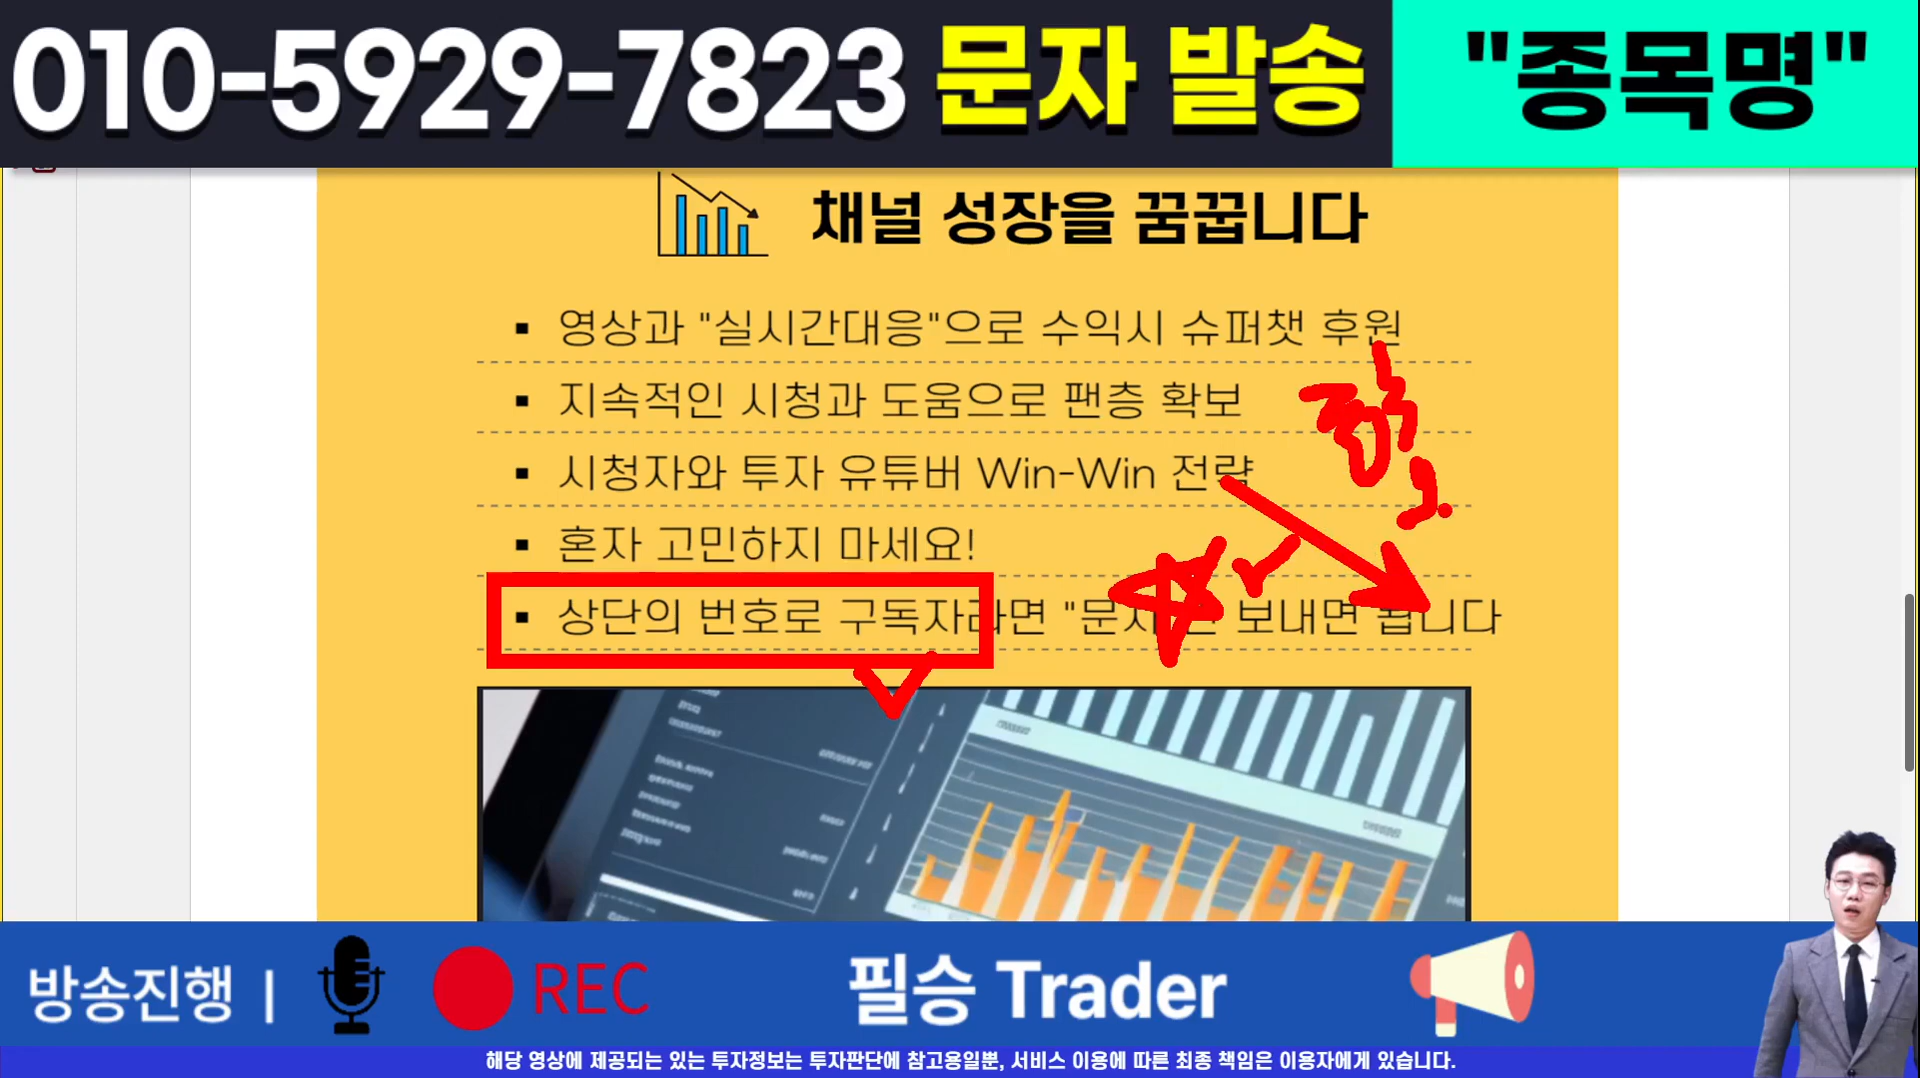 010-5929-7823 문자 발송 "종목명"
채널 성장을 꿈꿉니다
▪ 영상과 "실시간대응"으로 수익시 슈퍼챗 후원
▪ 지속적인 시청과 도움으로 팬층 확보
▪ 시청자와 투자 유튜버 Win-Win 전략
▪ 혼자 고민하지 마세요!
▪ 상단의 번호로 구독자라면 "문자 보내면 됩니다
방송진행 | REC 필승 Trader
해당 영상에 제공되는 있는 투자정보는 투자판단에 참고용일뿐, 서비스 이용에 따른 최종 책임은 이용자에게 있습니다.